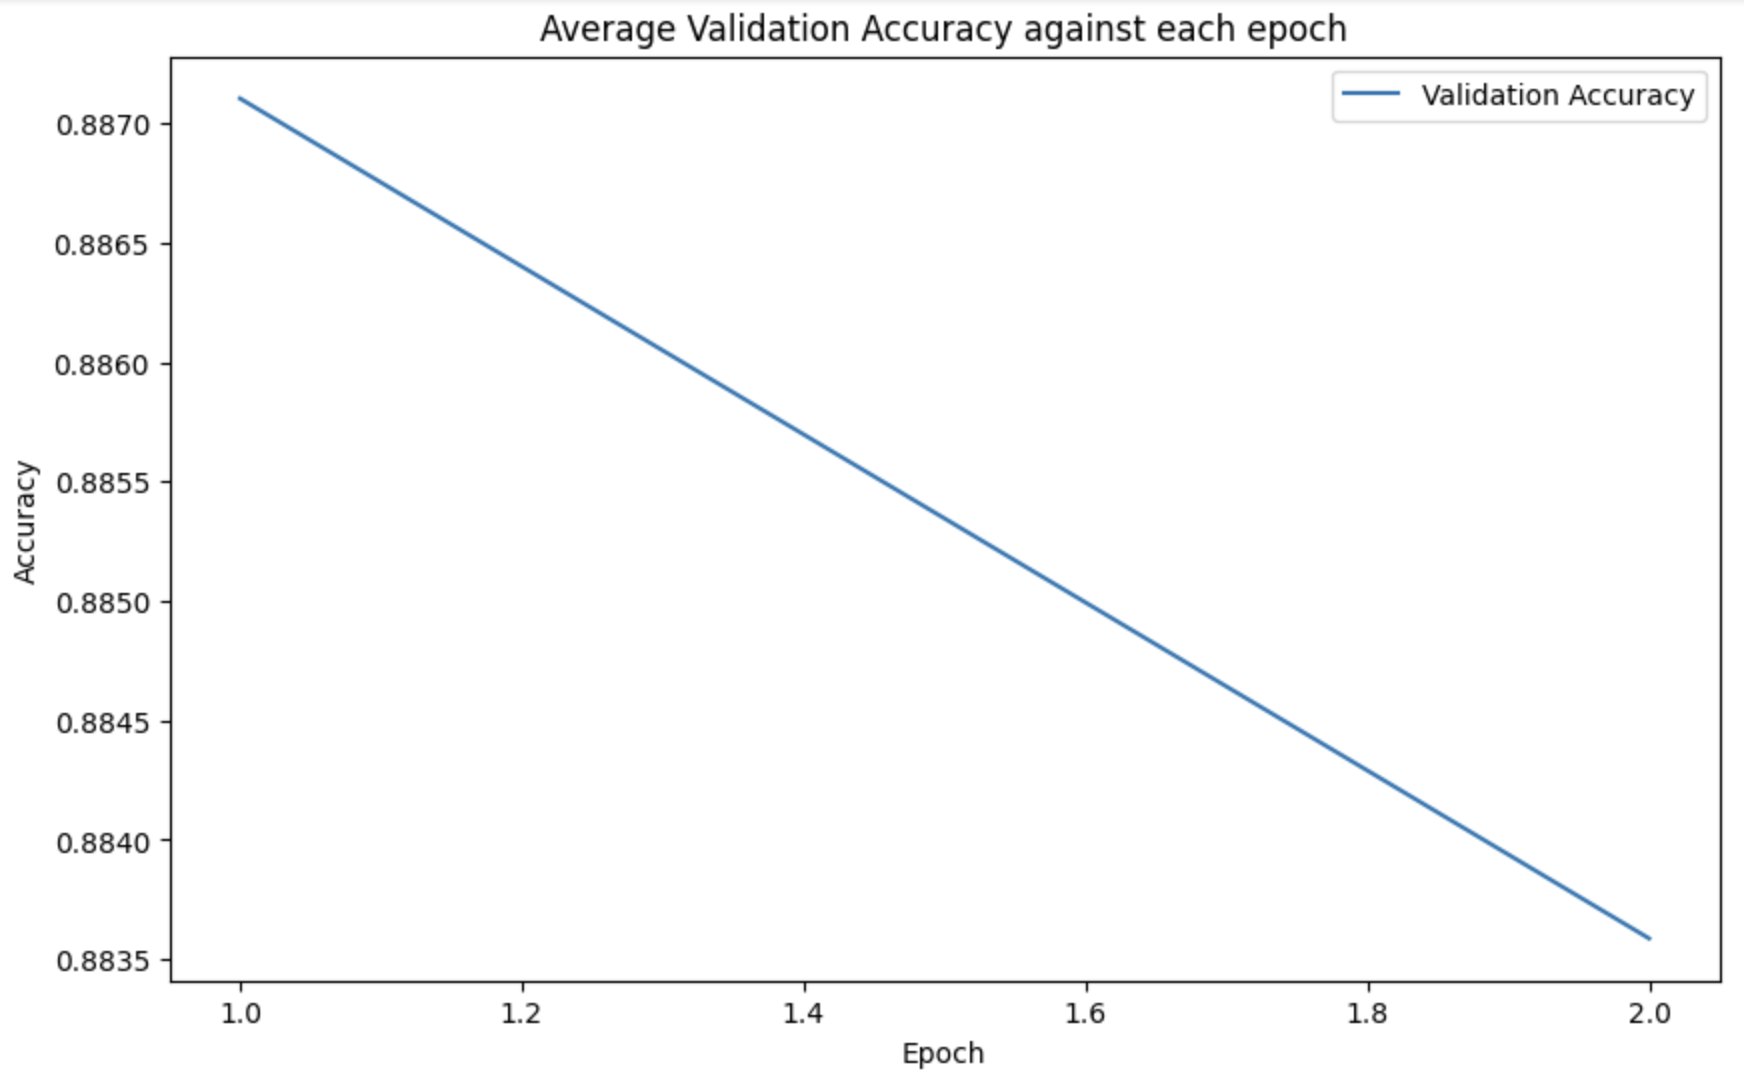 Average Validation Accuracy against each epoch
Validation Accuracy
0.8870
0.8865
0.8860
0.8855
0.8850
0.8845
0.8840
0.8835
Accuracy
1.0 1.2 1.4 1.6 1.8 2.0
Epoch